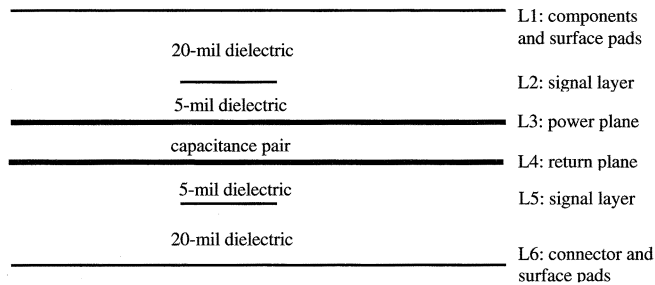 L1: components
and surface pads
20-mil dielectric
L2: signal layer
5-mil dielectric
L3: power plane
capacitance pair
L4: return plane
5-mil dielectric
L5: signal layer
20-mil dielectric
L6: connector and
surface pads